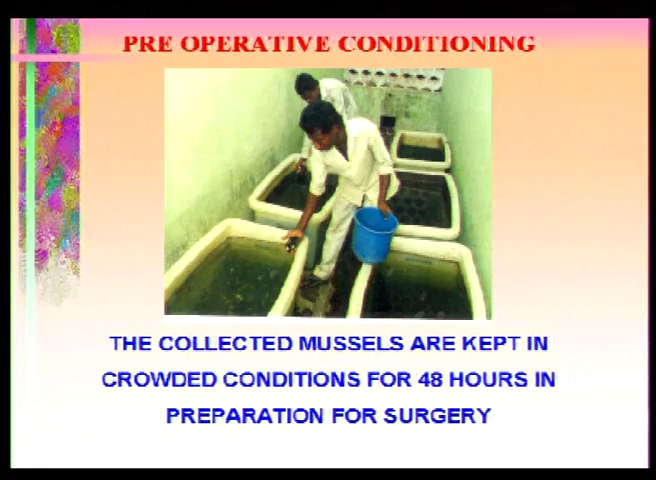 PRE OPERATIVE CONDITIONING
THE COLLECTED MUSSELS ARE KEPT IN
CROWDED CONDITIONS FOR 48 HOURS IN
PREPARATION FOR SURGERY